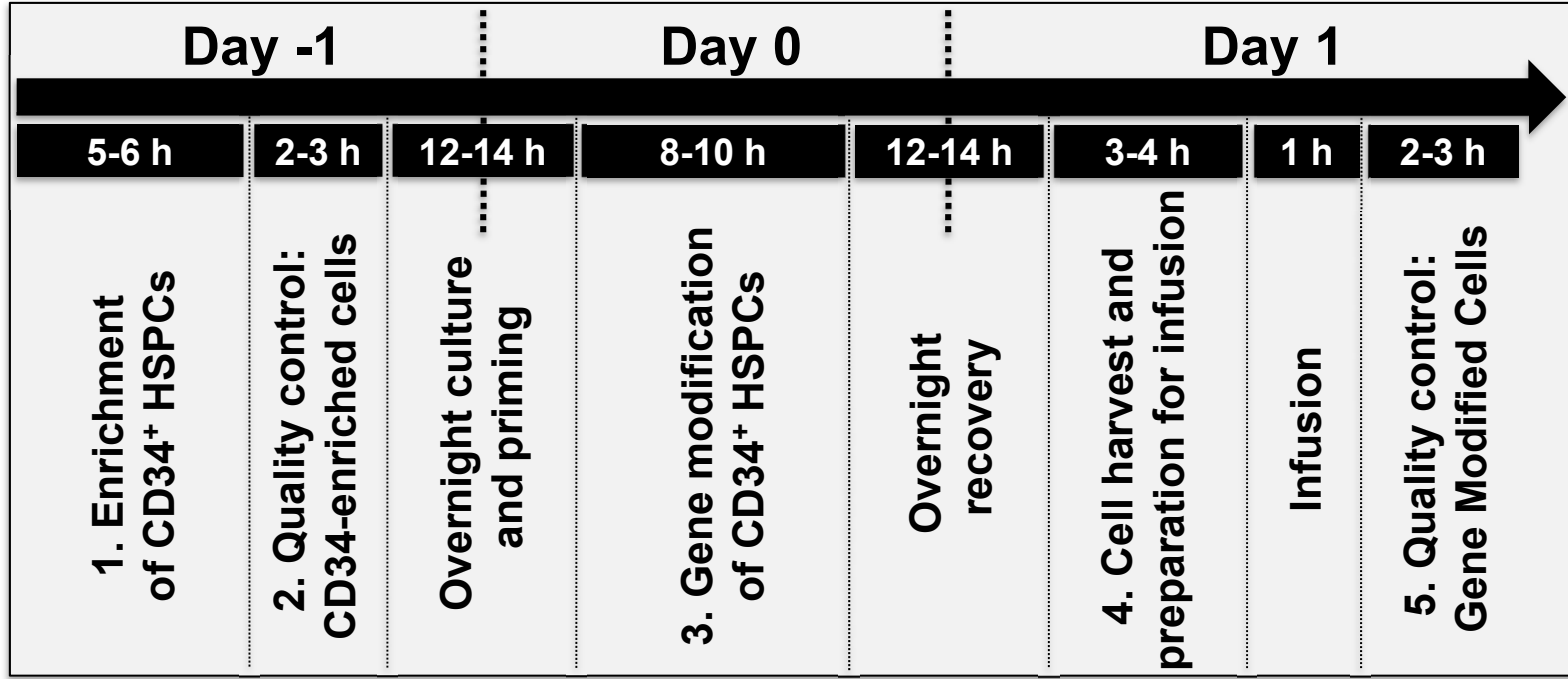 Day -1
Day 0
Day 1
5-6 h
2-3 h
12-14 h
8-10 h
12-14 h
3-4 h
1 h
2-3 h
1. Enrichment
of CD34⁺ HSPCs
2. Quality control:
CD34-enriched cells
Overnight culture
and priming
3. Gene modification
of CD34⁺ HSPCs
Overnight
recovery
4. Cell harvest and
preparation for infusion
Infusion
5. Quality control:
Gene Modified Cells